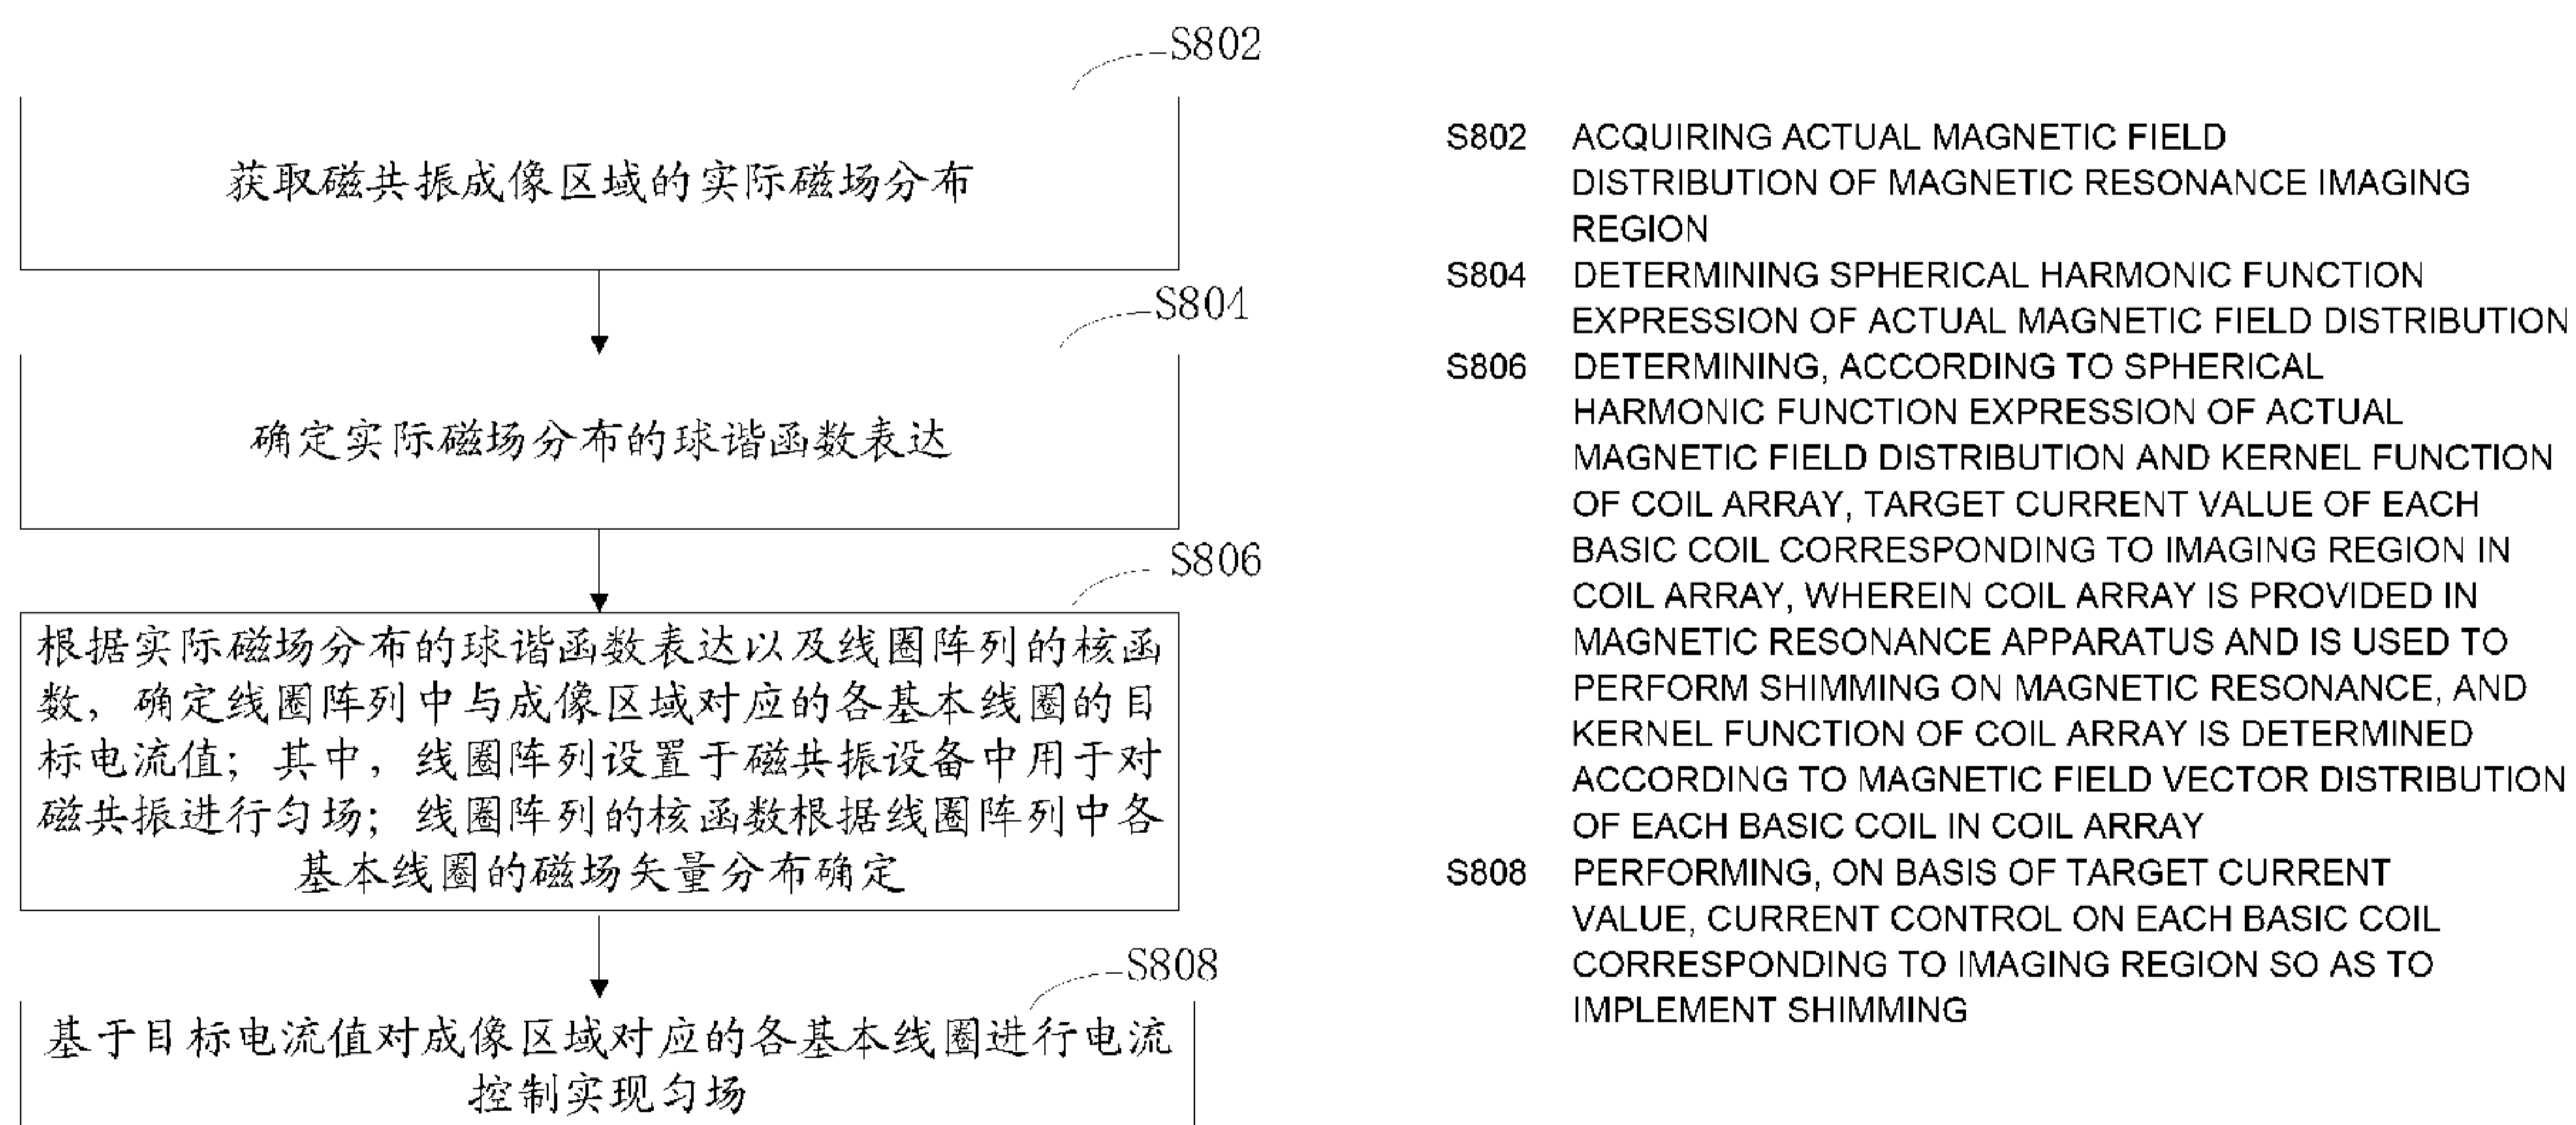 S802
获取磁共振成像区域的实际磁场分布
S804
确定实际磁场分布的球谐函数表达
S806
根据实际磁场分布的球谐函数表达以及线圈阵列的核函
数，确定线圈阵列中与成像区域对应的各基本线圈的目
标电流值；其中，线圈阵列设置于磁共振设备中用于对
磁共振进行匀场；线圈阵列的核函数根据线圈阵列中各
基本线圈的磁场矢量分布确定
S808
基于目标电流值对成像区域对应的各基本线圈进行电流
控制实现匀场
S802 ACQUIRING ACTUAL MAGNETIC FIELD
DISTRIBUTION OF MAGNETIC RESONANCE IMAGING
REGION
S804 DETERMINING SPHERICAL HARMONIC FUNCTION
EXPRESSION OF ACTUAL MAGNETIC FIELD DISTRIBUTION
S806 DETERMINING, ACCORDING TO SPHERICAL
HARMONIC FUNCTION EXPRESSION OF ACTUAL
MAGNETIC FIELD DISTRIBUTION AND KERNEL FUNCTION
OF COIL ARRAY, TARGET CURRENT VALUE OF EACH
BASIC COIL CORRESPONDING TO IMAGING REGION IN
COIL ARRAY, WHEREIN COIL ARRAY IS PROVIDED IN
MAGNETIC RESONANCE APPARATUS AND IS USED TO
PERFORM SHIMMING ON MAGNETIC RESONANCE, AND
KERNEL FUNCTION OF COIL ARRAY IS DETERMINED
ACCORDING TO MAGNETIC FIELD VECTOR DISTRIBUTION
OF EACH BASIC COIL IN COIL ARRAY
S808 PERFORMING, ON BASIS OF TARGET CURRENT
VALUE, CURRENT CONTROL ON EACH BASIC COIL
CORRESPONDING TO IMAGING REGION SO AS TO
IMPLEMENT SHIMMING